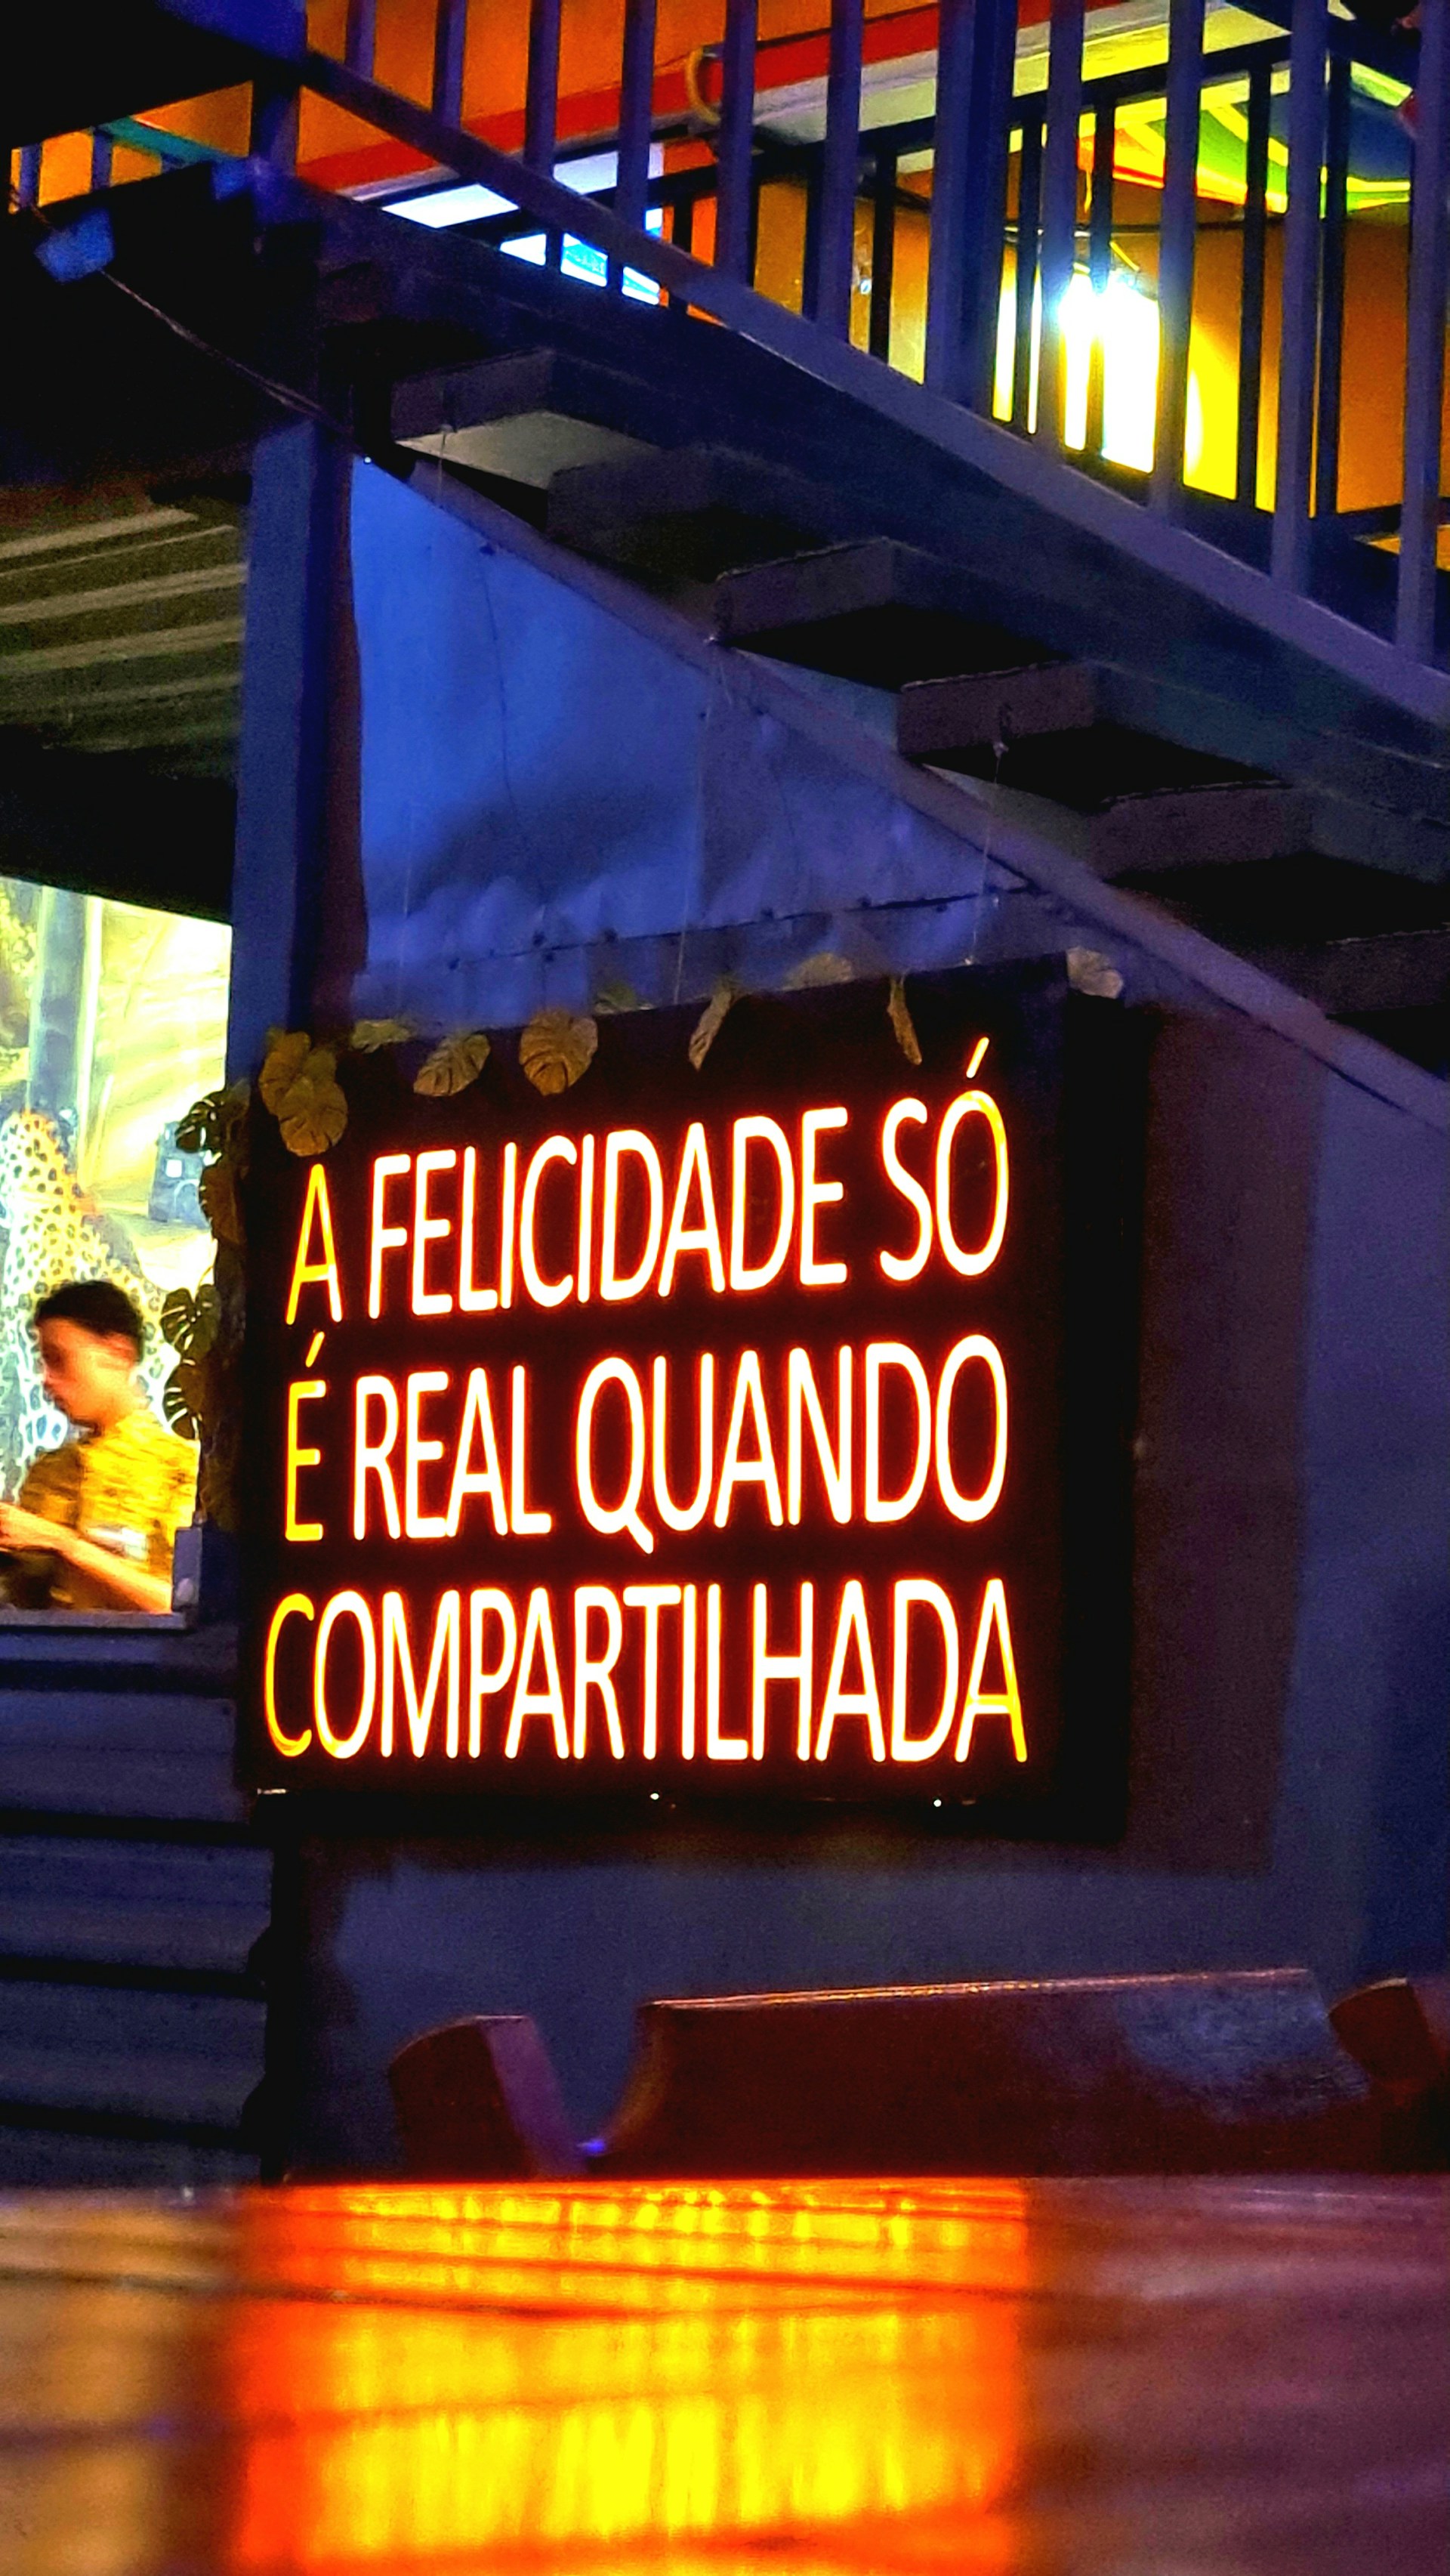 A FELICIDADE SÓ
É REAL QUANDO
COMPARTILHADA